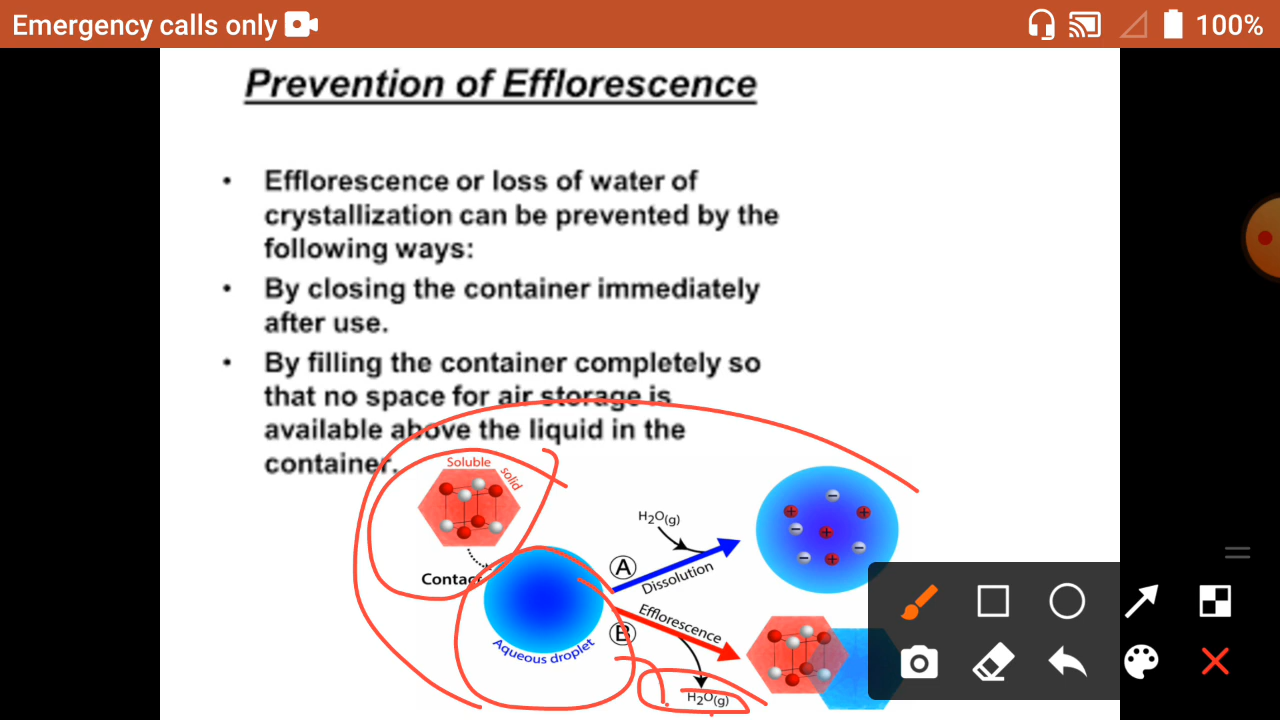 Emergency calls only
100%
Prevention of Efflorescence
• Efflorescence or loss of water of
crystallization can be prevented by the
following ways:
• By closing the container immediately
after use.
• By filling the container completely so
that no space for air storage is
available above the liquid in the
container.
Soluble
solid
Contact
Aqueous droplet
H2O(g)
A
Dissolution
Efflorescence
B
H2O(g)